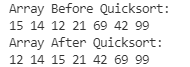 Array Before Quicksort:
15 14 12 21 69 42 99
Array After Quicksort:
12 14 15 21 42 69 99